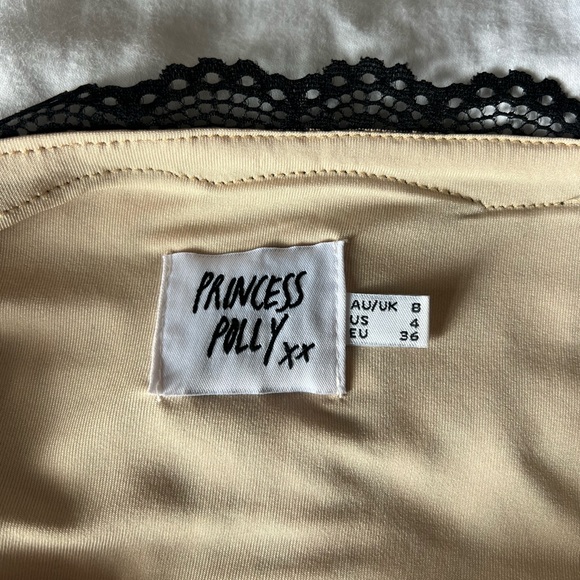 PRINCESS
POLLY xx
AU/UK 8
US 4
EU 36